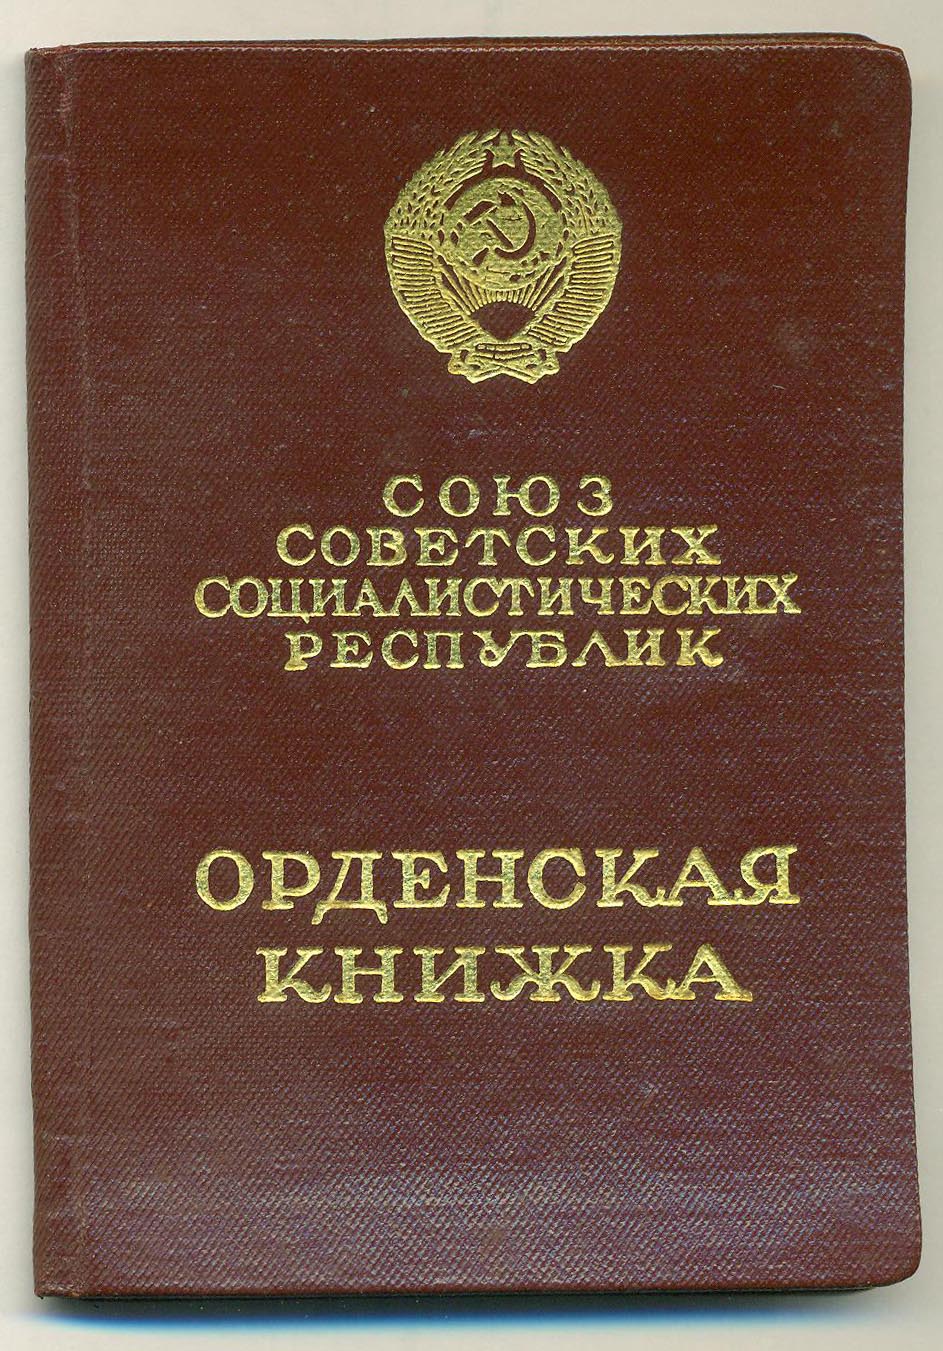 СОЮЗ
СОВЕТСКИХ
СОЦИАЛИСТИЧЕСКИХ
РЕСПУБЛИК
ОРДЕНСКАЯ
КНИЖКА